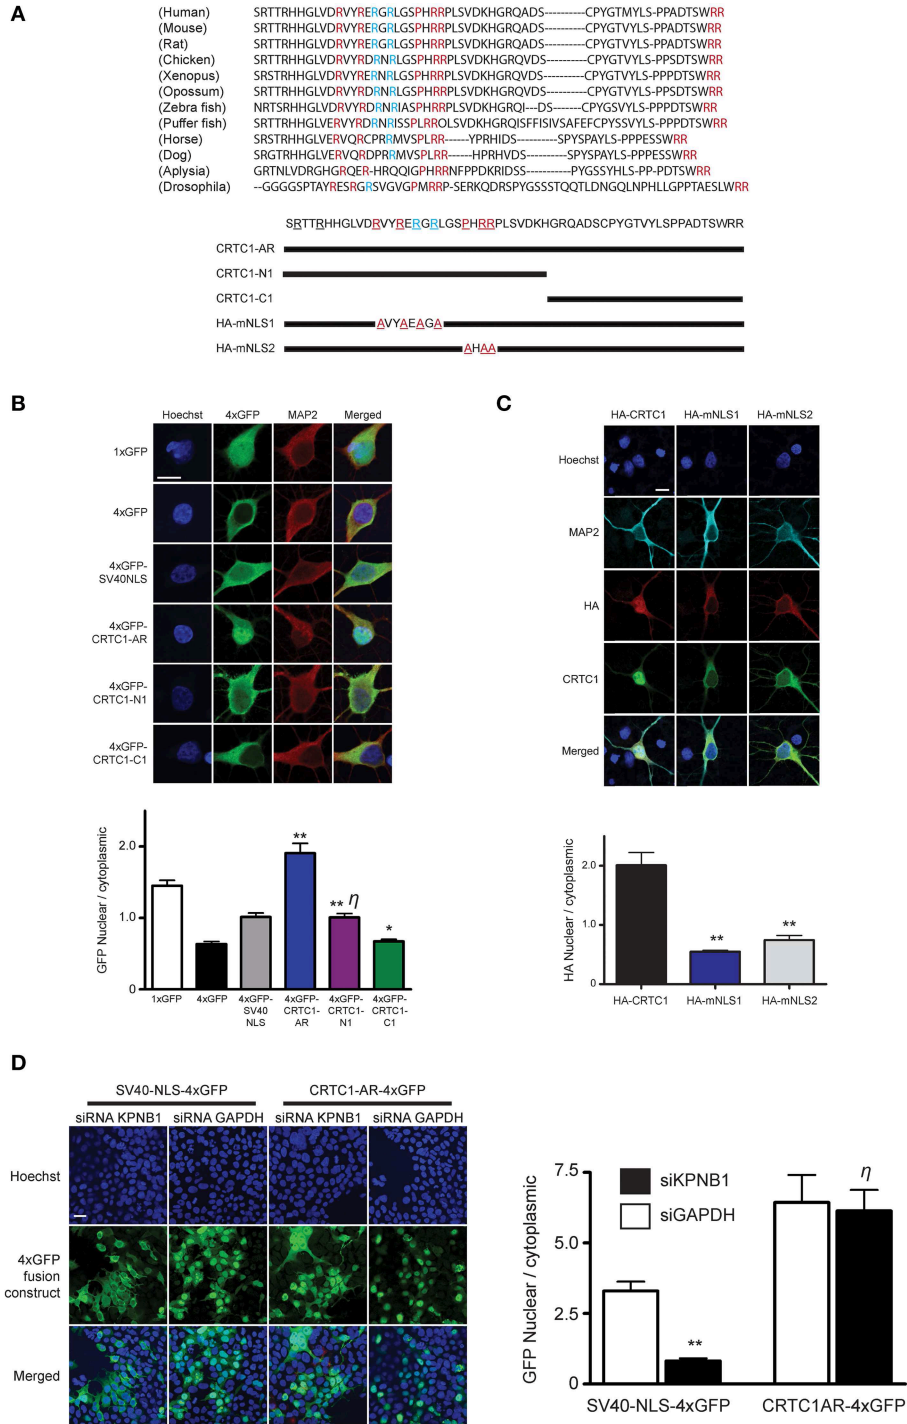 A
(Human) SRTTRHHGLVDRVYRERGRLGSPHRRPLSVDKHGRQADS----------CPYGTMYLS-PPADTSWRR
(Mouse) SRTTRHHGLVDRVYRERGRLGSPHRRPLSVDKHGRQADS----------CPYGTVYLS-PPADTSWRR
(Rat) SRTTRHHGLVDRVYRERGRLGSPHRRPLSVDKHGRQADS----------CPYGTVYLS-PPADTSWRR
(Chicken) SRSTRHHGLVDRVYRDRNRLGSPHRRPLSVDKHGRQVDS----------CPYGTVYLS-PPADTSWRR
(Xenopus) SRSTRHHGLVDRVYRERNRLGSPHRRPLSVDKHGRQVDS----------CPYGTVYLS-PPPDTSWRR
(Opossum) SRSTRHHGLVDRVYRERNRLGSPHRRPLSVDKHGRQVDS----------CPYGTVYLS-PPADTSWRR
(Zebra fish) NRTSRHHGLVDRVYRDRNRIASPHRRPLSVDKHGRQI---DS---------CPYGSVYLS-PPPDTSWRR
(Puffer fish) SRSTRHHGLVERVCYRDRNRISSPLRROLSVDKHGRQISFFISIVSAFEFCPYSSVYLS-PPPDTSWRR
(Horse) SRSTRHHGLVERVQRCPRRMVSPLRR-----YPRHIDS----------SPYSPAYLS-PPPESSWRR
(Dog) SRGTRHHGLVERVQRDPRRMVSPLRR------HPRHVDS----------SPYSPAYLS-PPPESSWRR
(Aplysia) GRTNLVDRGHGHGRQER-HRQQIGPHRRNFPPDKRIDSS-----------PYGSSYHLS-PP-PDTSWRR
(Drosophila) --GGGGSPTAYRESRGRSVGVGPMRRP-SERKQDRSPYGSSSTQQTLDNGQLNPHLLGPPTAESLWRR
SRTTRHHGLVDRVYRERGRLGSPHRRPLSVDKHGRQADSCPYGTVYLSPPADTSWRR
CRTC1-AR
CRTC1-N1
CRTC1-C1
HA-mNLS1 AVYAEAGA
HA-mNLS2 AHAA
B
Hoechst 4xGFP MAP2 Merged
1xGFP
4xGFP
4xGFP-
SV40NLS
4xGFP-
CRTC1-AR
4xGFP-
CRTC1-N1
4xGFP-
CRTC1-C1
GFP Nuclear / cytoplasmic
2.0
1.0
0
** ** η *
1xGFP 4xGFP 4xGFP- 4xGFP- 4xGFP- 4xGFP-
SV40 CRTC1- CRTC1- CRTC1-
NLS AR N1 C1
C
HA-CRTC1 HA-mNLS1 HA-mNLS2
Hoechst
MAP2
HA
CRTC1
Merged
HA Nuclear / cytoplasmic
2.0
1.0
0
** **
HA-CRTC1 HA-mNLS1 HA-mNLS2
D
SV40-NLS-4xGFP CRTC1-AR-4xGFP
siRNA KPNB1 siRNA GAPDH siRNA KPNB1 siRNA GAPDH
Hoechst
4xGFP
fusion
construct
Merged
GFP Nuclear / cytoplasmic
7.5
5.0
2.5
0
siKPNB1
siGAPDH
** η
SV40-NLS-4xGFP CRTC1AR-4xGFP